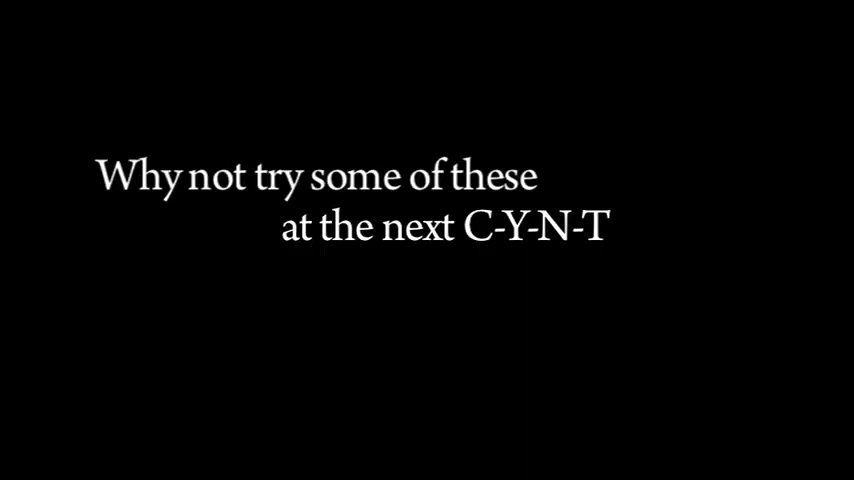 Why not try some of these
at the next C-Y-N-T